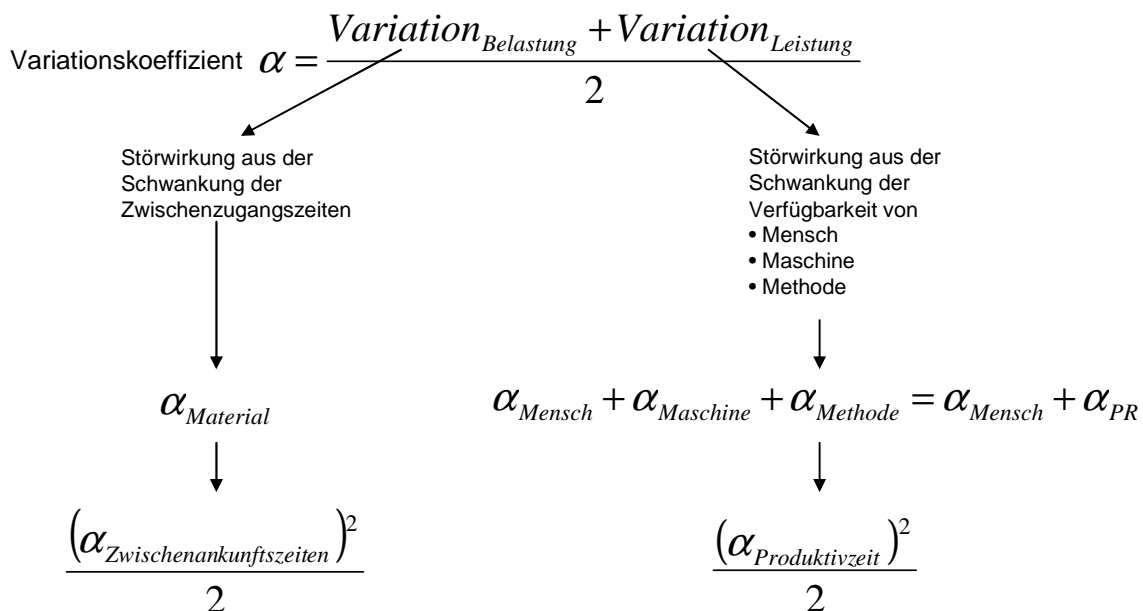 Variationskoeffizient α = (Variation_Belastung + Variation_Leistung) / 2
Störwirkung aus der
Schwankung der
Zwischenzugangszeiten
Störwirkung aus der
Schwankung der
Verfügbarkeit von
• Mensch
• Maschine
• Methode
α_Material
α_Mensch + α_Maschine + α_Methode = α_Mensch + α_PR
(α_Zwischenankunftszeiten)² / 2
(α_Produktivzeit)² / 2